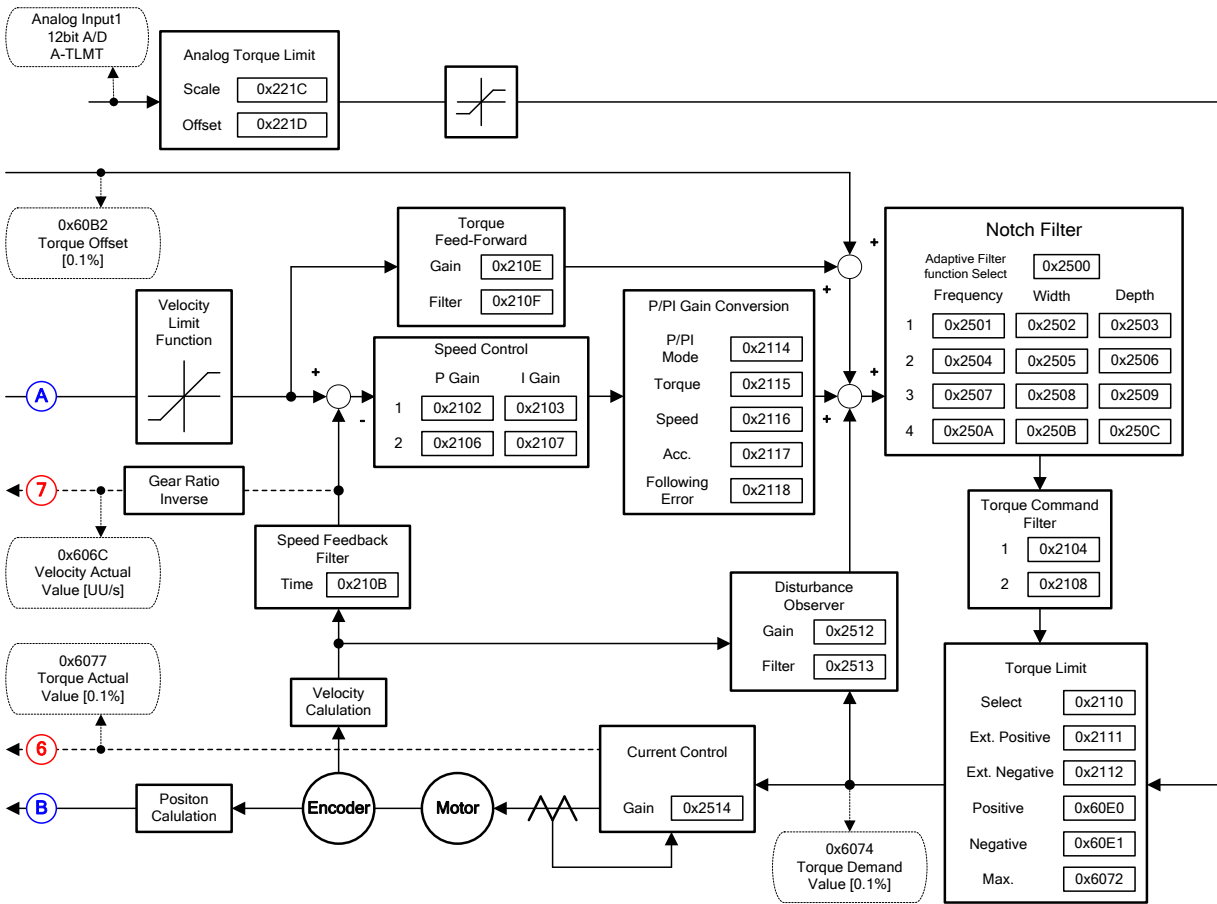 Analog Input1
12bit A/D
A-TLMT
Analog Torque Limit
Scale 0x221C
Offset 0x221D
0x60B2
Torque Offset
[0.1%]
Torque
Feed-Forward
Gain 0x210E
Filter 0x210F
+
+
Notch Filter
Adaptive Filter
function Select 0x2500
Frequency Width Depth
1 0x2501 0x2502 0x2503
2 0x2504 0x2505 0x2506
3 0x2507 0x2508 0x2509
4 0x250A 0x250B 0x250C
Velocity
Limit
Function
A
+
-
Speed Control
P Gain I Gain
1 0x2102 0x2103
2 0x2106 0x2107
P/PI Gain Conversion
P/PI
Mode 0x2114
Torque 0x2115
Speed 0x2116
Acc. 0x2117
Following
Error 0x2118
+
+
7
Gear Ratio
Inverse
0x606C
Velocity Actual
Value [UU/s]
Speed Feedback
Filter
Time 0x210B
Torque Command
Filter
1 0x2104
2 0x2108
Disturbance
Observer
Gain 0x2512
Filter 0x2513
0x6077
Torque Actual
Value [0.1%]
Velocity
Calulation
Torque Limit
Select 0x2110
Ext. Positive 0x2111
Ext. Negative 0x2112
Positive 0x60E0
Negative 0x60E1
Max. 0x6072
6
Current Control
Gain 0x2514
B
Positon
Calulation
Encoder
Motor
0x6074
Torque Demand
Value [0.1%]